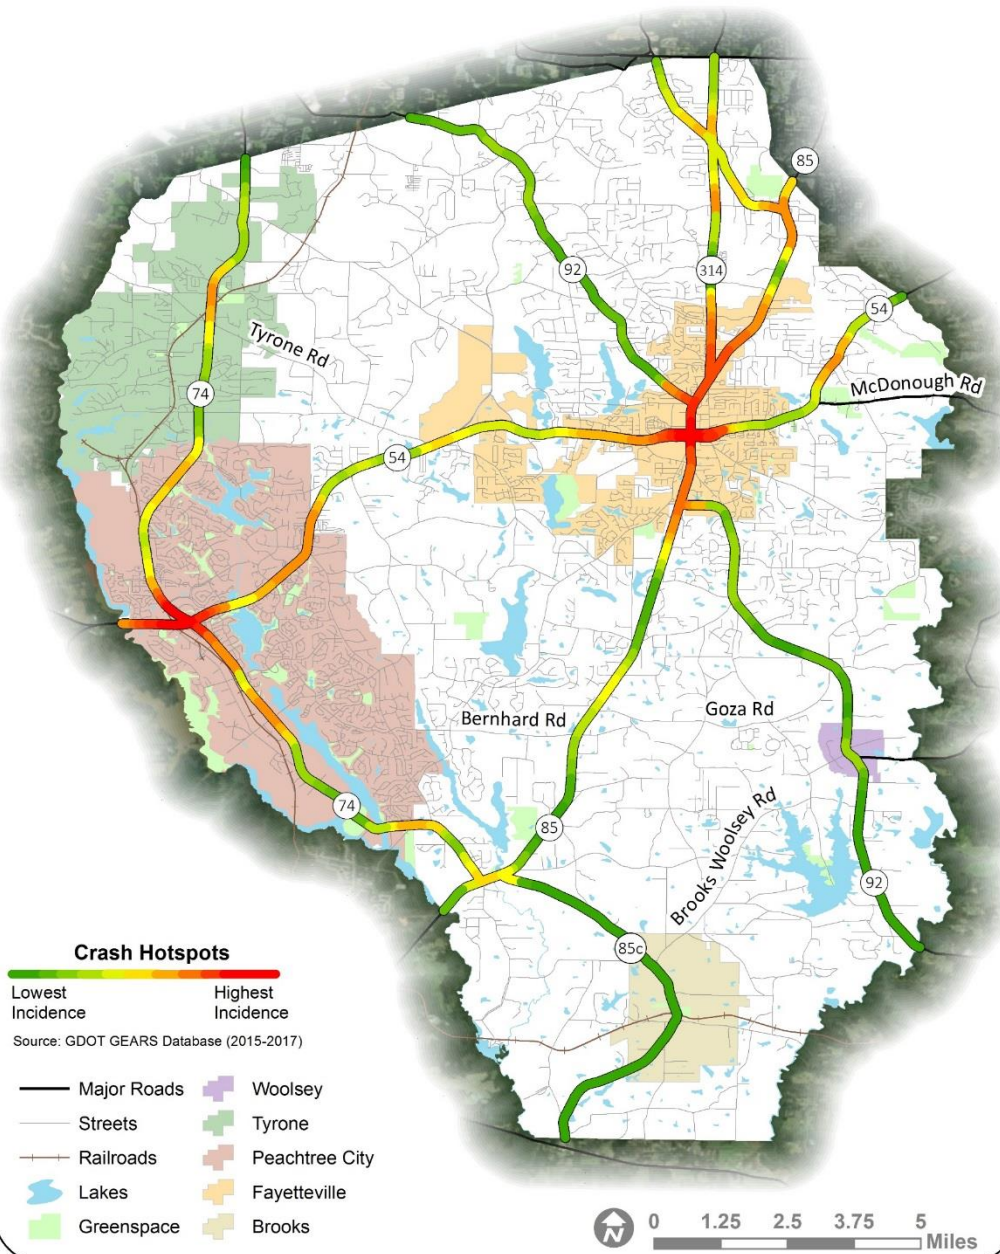 85
92
314
54
Tyrone Rd
McDonough Rd
74
54
Bernhard Rd
Goza Rd
74
85
Brooks Woolsey Rd
92
85c
Crash Hotspots
Lowest Incidence
Highest Incidence
Source: GDOT GEARS Database (2015-2017)
Major Roads
Streets
Railroads
Lakes
Greenspace
Woolsey
Tyrone
Peachtree City
Fayetteville
Brooks
N
0 1.25 2.5 3.75 5
Miles